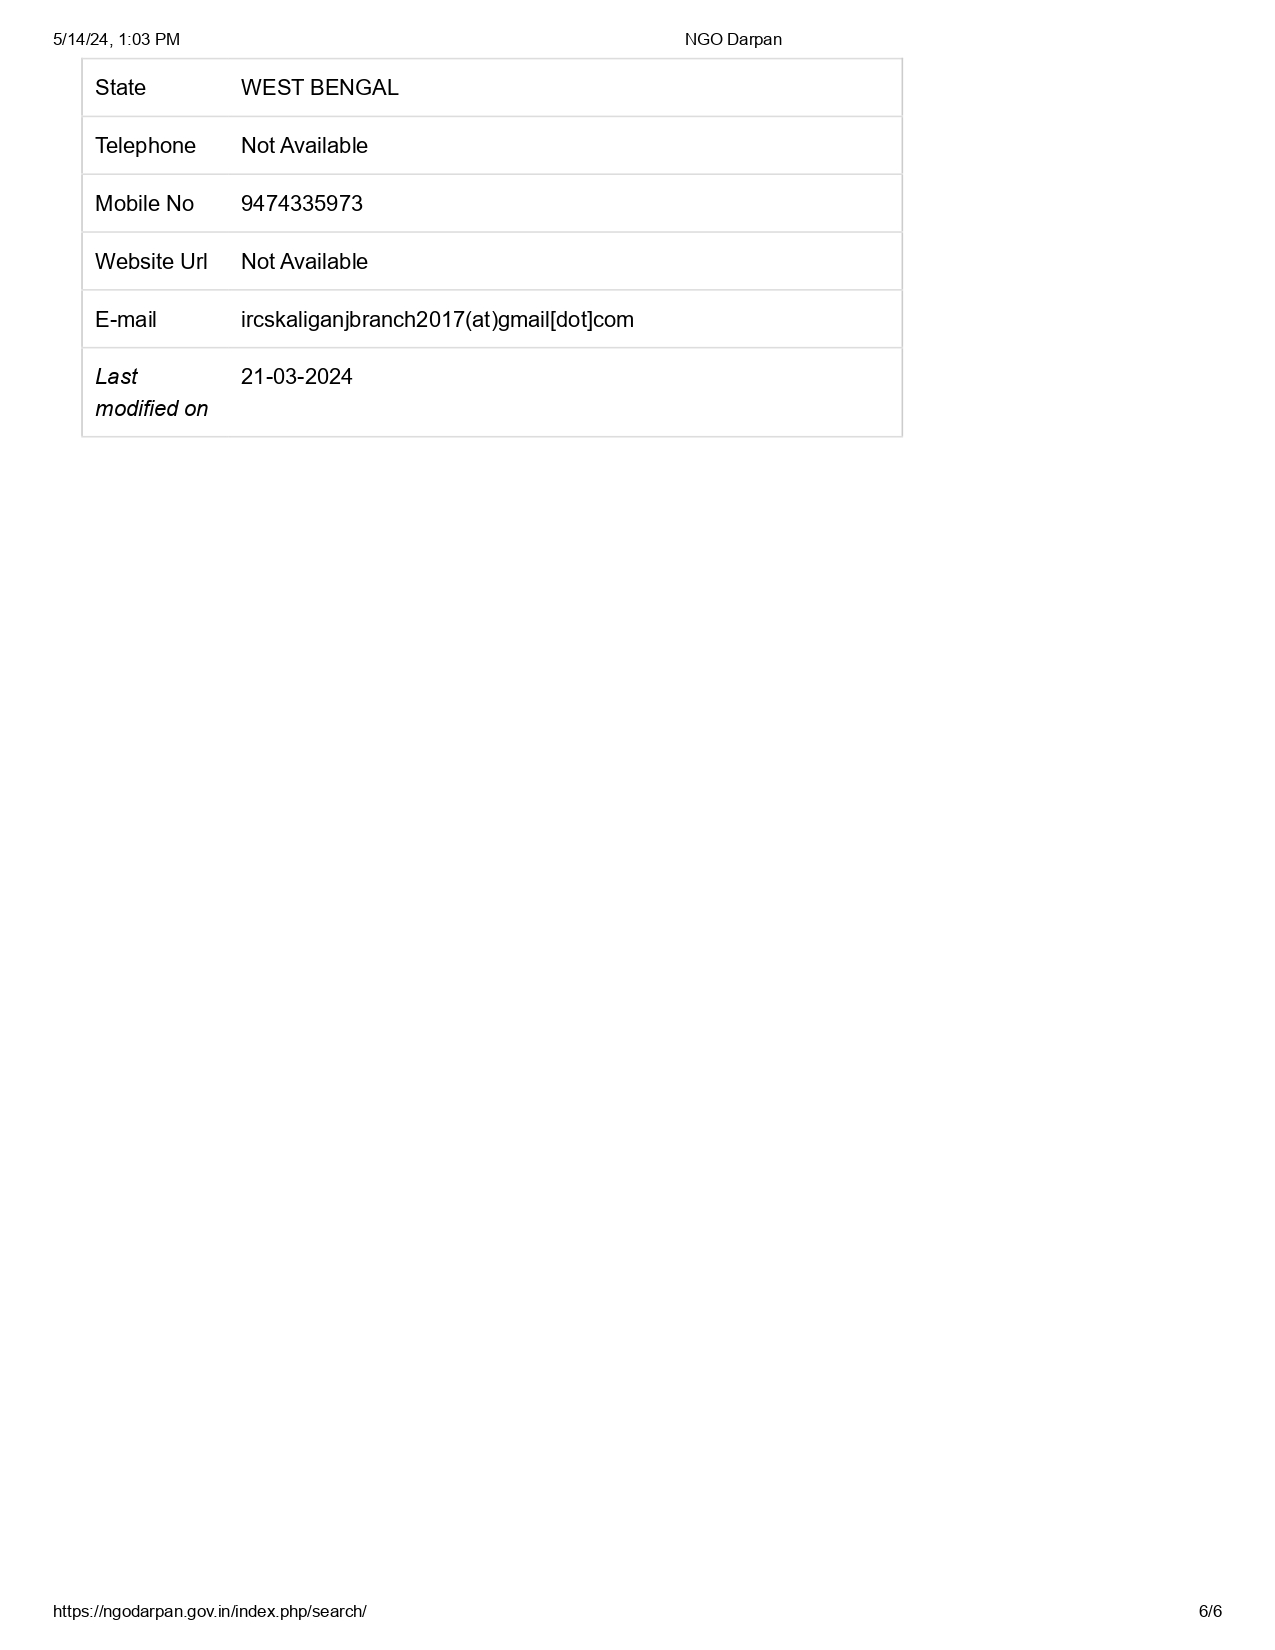 5/14/24, 1:03 PM NGO Darpan
State WEST BENGAL
Telephone Not Available
Mobile No 9474335973
Website Url Not Available
E-mail ircskaliganjbranch2017(at)gmail[dot]com
Last 21-03-2024
modified on
https://ngodarpan.gov.in/index.php/search/ 6/6